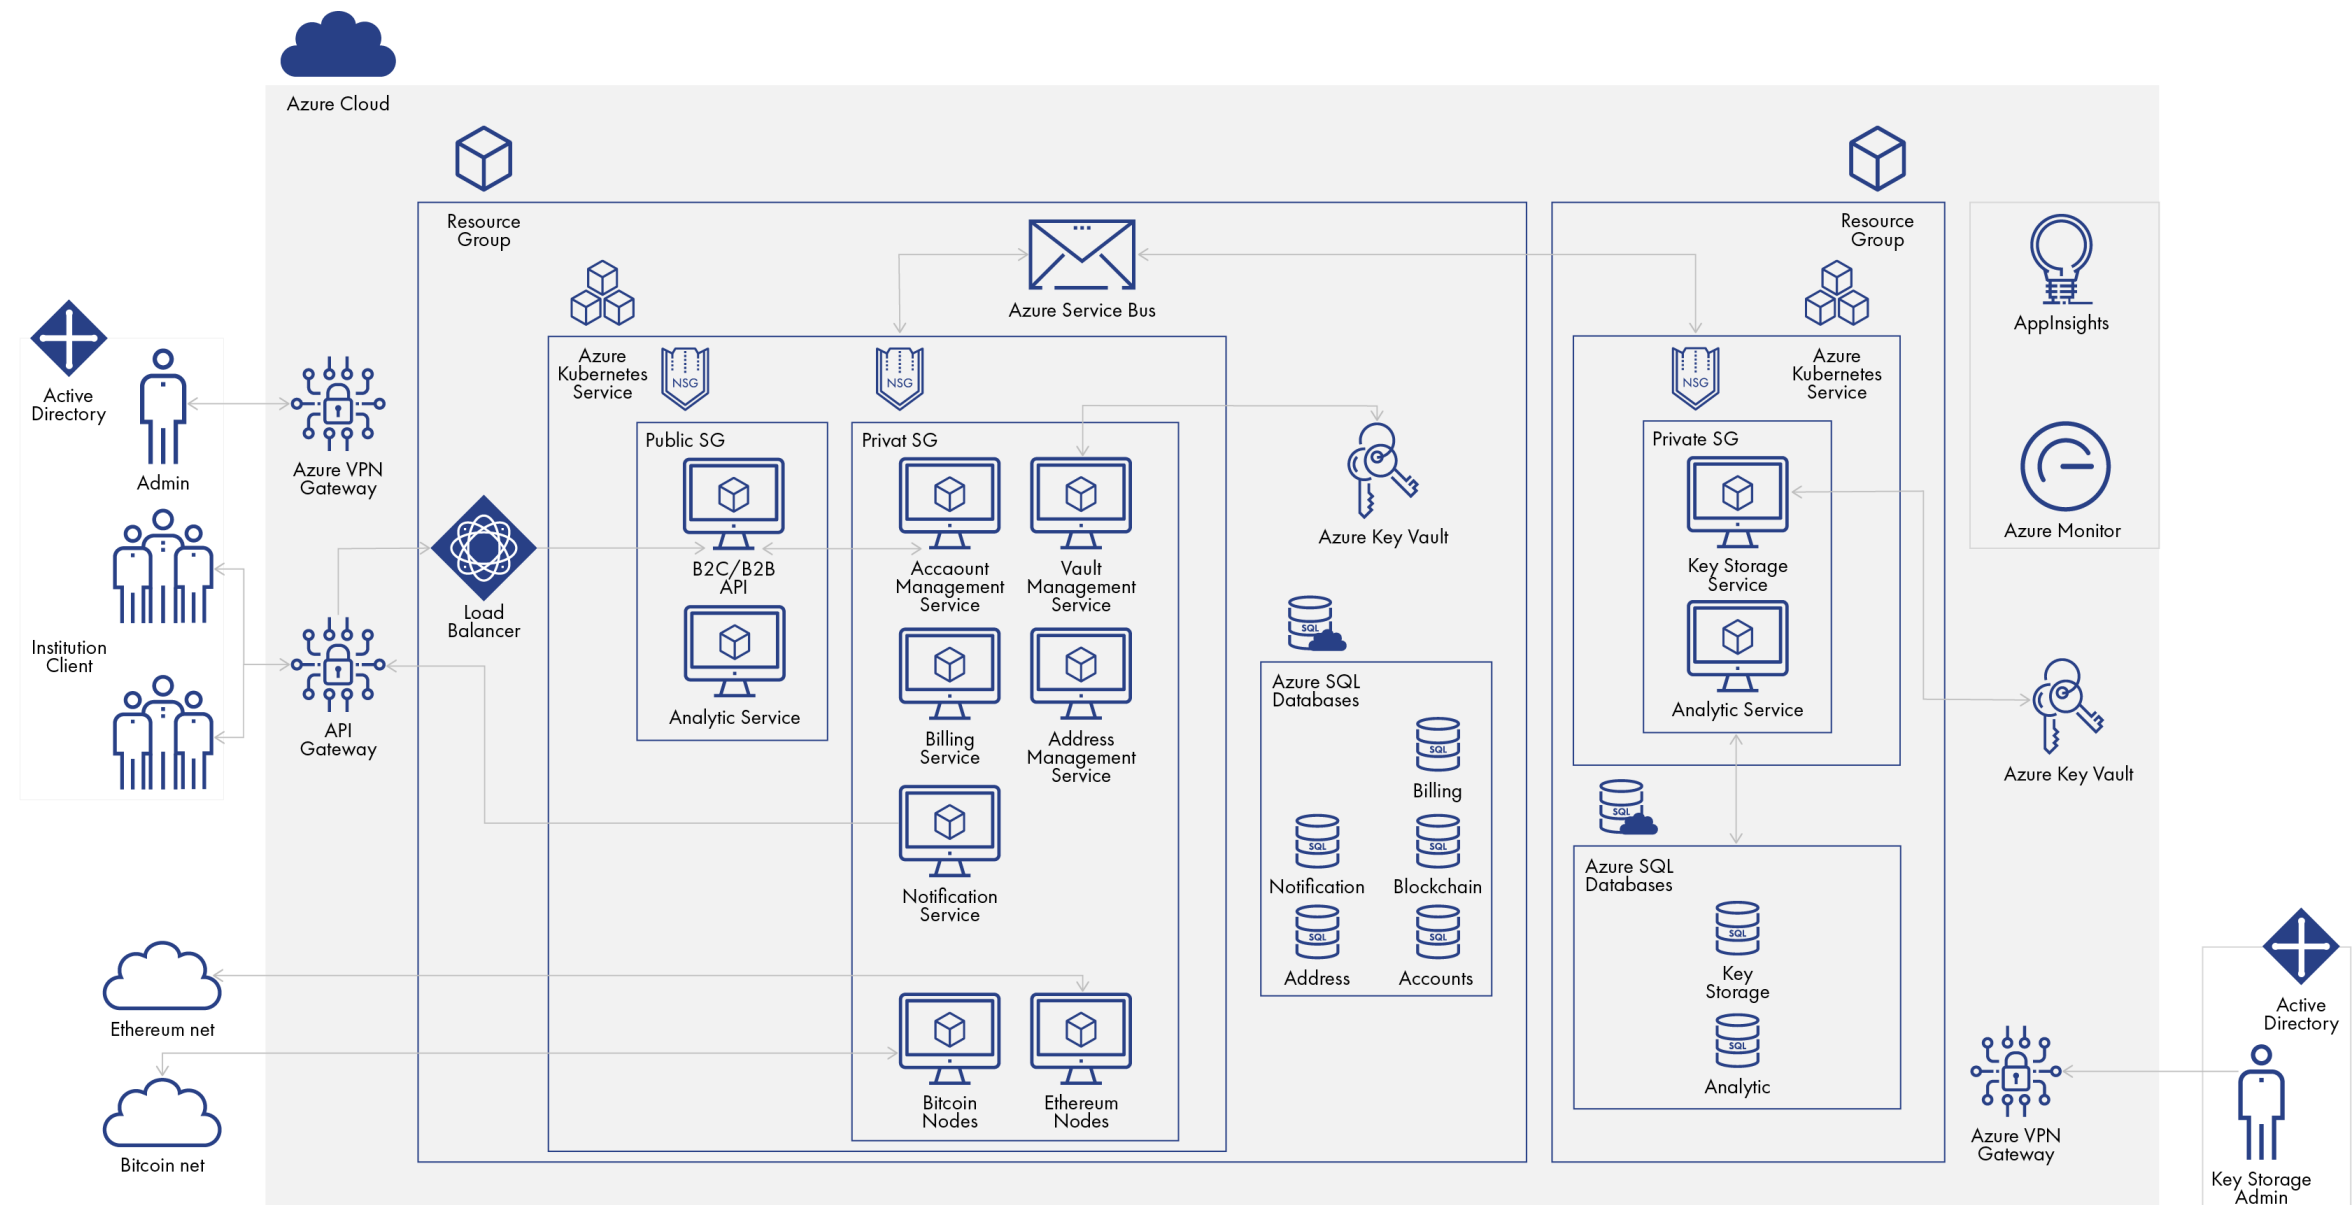 Azure Cloud
Resource
Group
Azure Service Bus
Resource
Group
AppInsights
Azure Monitor
Active
Directory
Admin
Institution
Client
Azure VPN
Gateway
API
Gateway
Load
Balancer
Azure
Kubernetes
Service
NSG
NSG
Public SG
B2C/B2B
API
Analytic Service
Privat SG
Accaount
Management
Service
Vault
Management
Service
Billing
Service
Address
Management
Service
Notification
Service
Bitcoin
Nodes
Ethereum
Nodes
Ethereum net
Bitcoin net
Azure Key Vault
SQL
Azure SQL
Databases
SQL
Billing
SQL
Notification
SQL
Blockchain
SQL
Address
SQL
Accounts
NSG
Azure
Kubernetes
Service
Private SG
Key Storage
Service
Analytic Service
Azure Key Vault
SQL
Azure SQL
Databases
SQL
Key
Storage
SQL
Analytic
Azure VPN
Gateway
Active
Directory
Key Storage
Admin